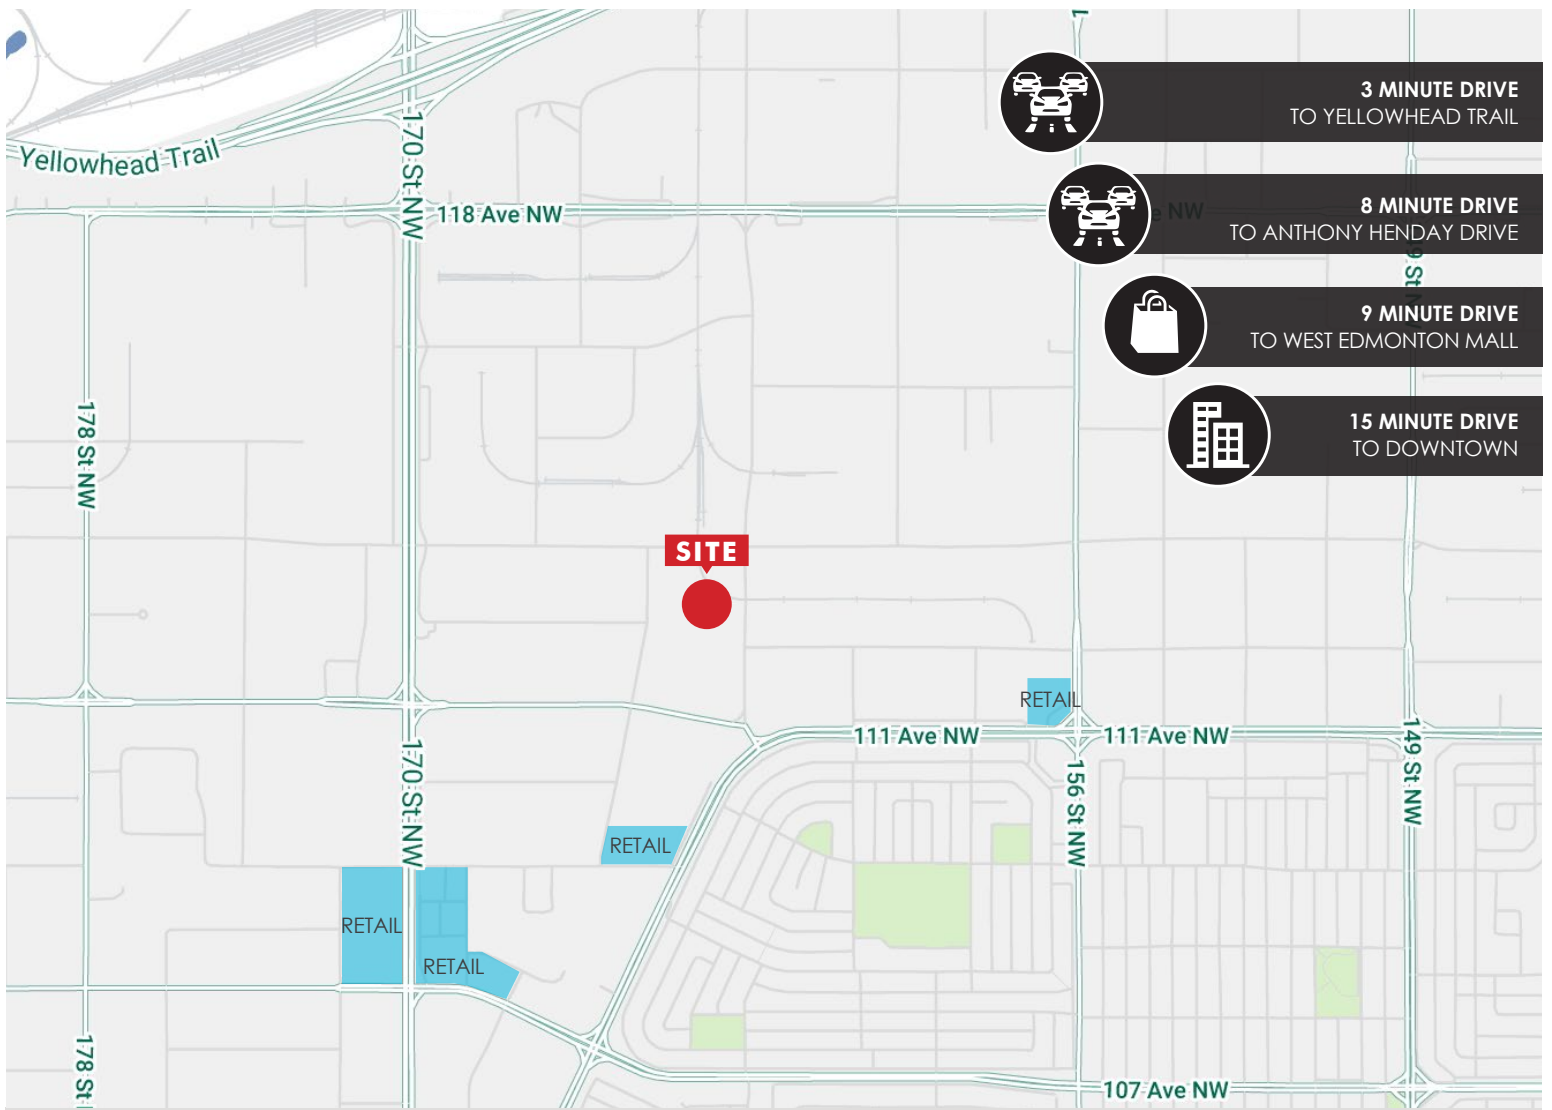 3 MINUTE DRIVE
TO YELLOWHEAD TRAIL
Yellowhead Trail
170 St NW
118 Ave NW
NW
8 MINUTE DRIVE
TO ANTHONY HENDAY DRIVE
9 MINUTE DRIVE
TO WEST EDMONTON MALL
178 St NW
15 MINUTE DRIVE
TO DOWNTOWN
SITE
RETAIL
111 Ave NW
111 Ave NW
170 St NW
156 St NW
149 St NW
RETAIL
RETAIL
RETAIL
178 St
107 Ave NW